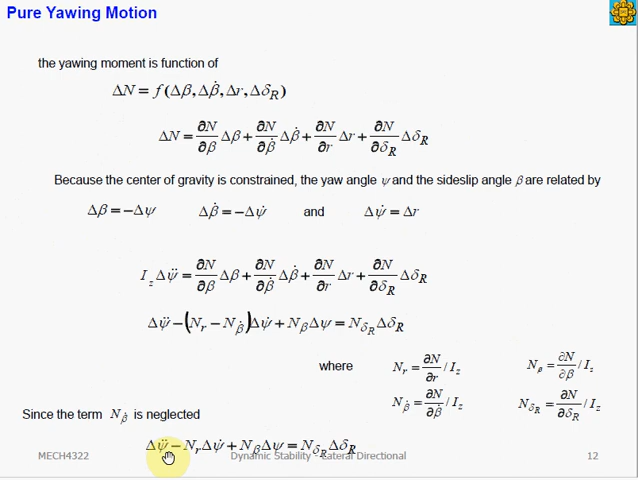 Pure Yawing Motion
the yawing moment is function of
ΔN = f(Δβ, Δβ̇, Δr, Δδ_R)
ΔN = ∂N/∂β Δβ + ∂N/∂β̇ Δβ̇ + ∂N/∂r Δr + ∂N/∂δ_R Δδ_R
Because the center of gravity is constrained, the yaw angle ψ and the sideslip angle β are related by
Δβ = −Δψ Δβ̇ = −Δψ̇ and Δψ̇ = Δr
I_z Δψ̈ = ∂N/∂β Δβ + ∂N/∂β̇ Δβ̇ + ∂N/∂r Δr + ∂N/∂δ_R Δδ_R
Δψ̈ − (N_r − N_β̇)Δψ̇ + N_β Δψ = N_δ_R Δδ_R
where N_r = ∂N/∂r / I_z N_β = ∂N/∂β / I_z
N_β̇ = ∂N/∂β̇ / I_z N_δ_R = ∂N/∂δ_R / I_z
Since the term N_β̇ is neglected
Δψ̈ − N_r Δψ̇ + N_β Δψ = N_δ_R Δδ_R
MECH4322 Dynamic Stability - Lateral Directional 12